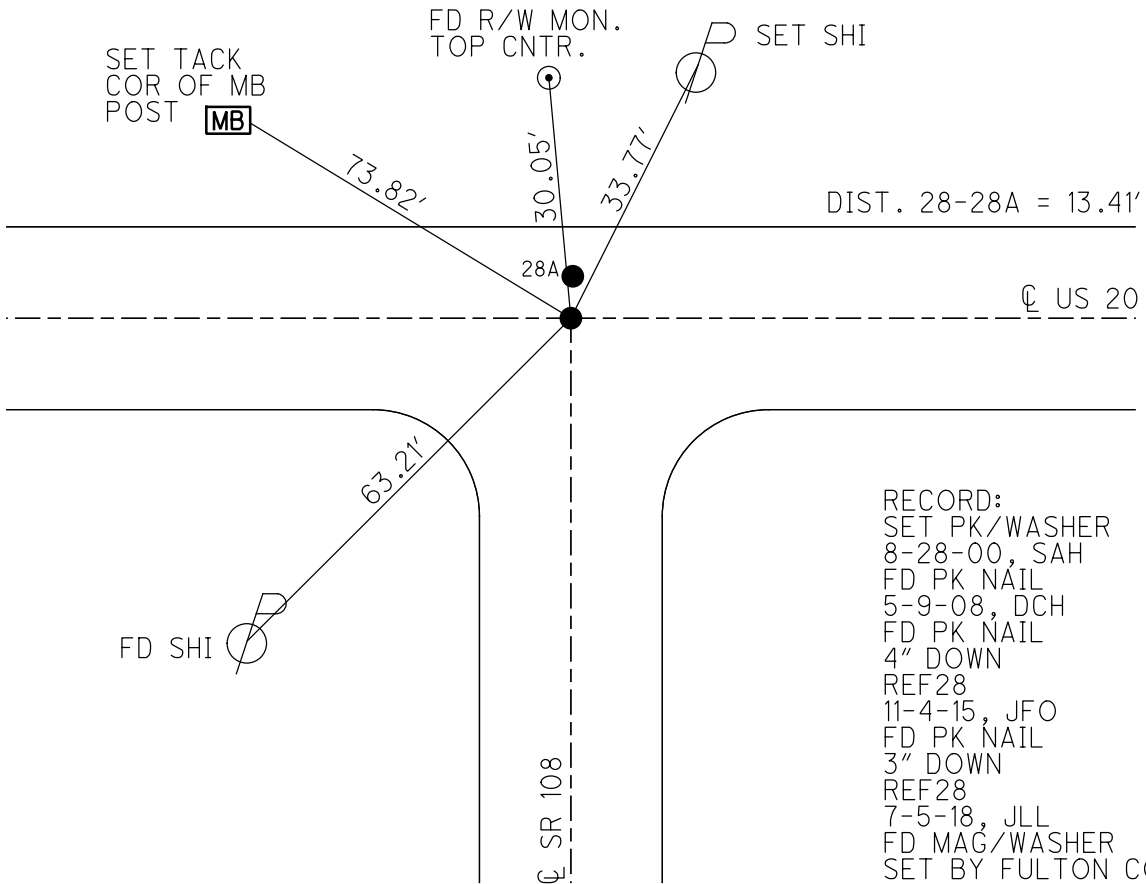 FD R/W MON.
TOP CNTR.
SET SHI
SET TACK
COR OF MB
POST
MB
73.82'
30.05'
33.77'
DIST. 28-28A = 13.41'
28A
℄ US 20
63.21'
FD SHI
℄ SR 108
RECORD:
SET PK/WASHER
8-28-00, SAH
FD PK NAIL
5-9-08, DCH
FD PK NAIL
4" DOWN
REF28
11-4-15, JFO
FD PK NAIL
3" DOWN
REF28
7-5-18, JLL
FD MAG/WASHER
SET BY FULTON